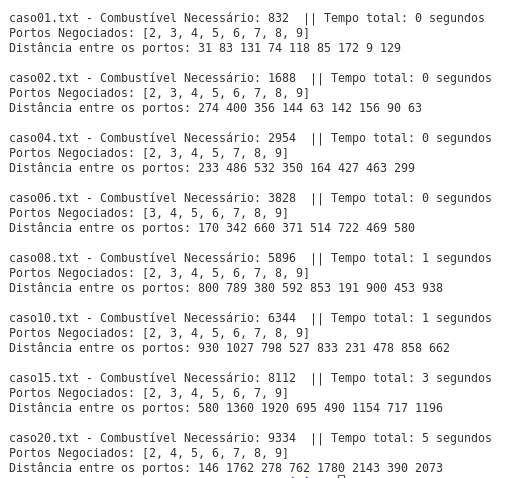 caso01.txt - Combustível Necessário: 832  || Tempo total: 0 segundos
Portos Negociados: [2, 3, 4, 5, 6, 7, 8, 9]
Distância entre os portos: 31 83 131 74 118 85 172 9 129
caso02.txt - Combustível Necessário: 1688  || Tempo total: 0 segundos
Portos Negociados: [2, 3, 4, 5, 6, 7, 8, 9]
Distância entre os portos: 274 400 356 144 63 142 156 90 63
caso04.txt - Combustível Necessário: 2954  || Tempo total: 0 segundos
Portos Negociados: [2, 3, 4, 5, 7, 8, 9]
Distância entre os portos: 233 486 532 350 164 427 463 299
caso06.txt - Combustível Necessário: 3828  || Tempo total: 0 segundos
Portos Negociados: [3, 4, 5, 6, 7, 8, 9]
Distância entre os portos: 170 342 660 371 514 722 469 580
caso08.txt - Combustível Necessário: 5896  || Tempo total: 1 segundos
Portos Negociados: [2, 3, 4, 5, 6, 7, 8, 9]
Distância entre os portos: 800 789 380 592 853 191 900 453 938
caso10.txt - Combustível Necessário: 6344  || Tempo total: 1 segundos
Portos Negociados: [2, 3, 4, 5, 6, 7, 8, 9]
Distância entre os portos: 930 1027 798 527 833 231 478 858 662
caso15.txt - Combustível Necessário: 8112  || Tempo total: 3 segundos
Portos Negociados: [2, 3, 4, 5, 6, 7, 9]
Distância entre os portos: 580 1360 1920 695 490 1154 717 1196
caso20.txt - Combustível Necessário: 9334  || Tempo total: 5 segundos
Portos Negociados: [2, 4, 5, 6, 7, 8, 9]
Distância entre os portos: 146 1762 278 762 1780 2143 390 2073